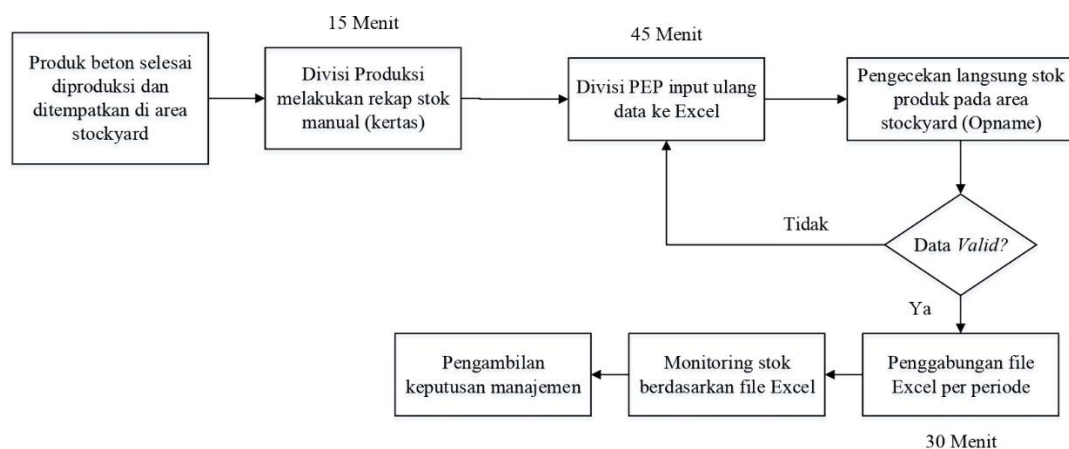 15 Menit
45 Menit
Produk beton selesai
diproduksi dan
ditempatkan di area
stockyard
Divisi Produksi
melakukan rekap stok
manual (kertas)
Divisi PEP input ulang
data ke Excel
Pengecekan langsung stok
produk pada area
stockyard (Opname)
Tidak
Data Valid?
Ya
Penggabungan file
Excel per periode
Monitoring stok
berdasarkan file Excel
Pengambilan
keputusan manajemen
30 Menit